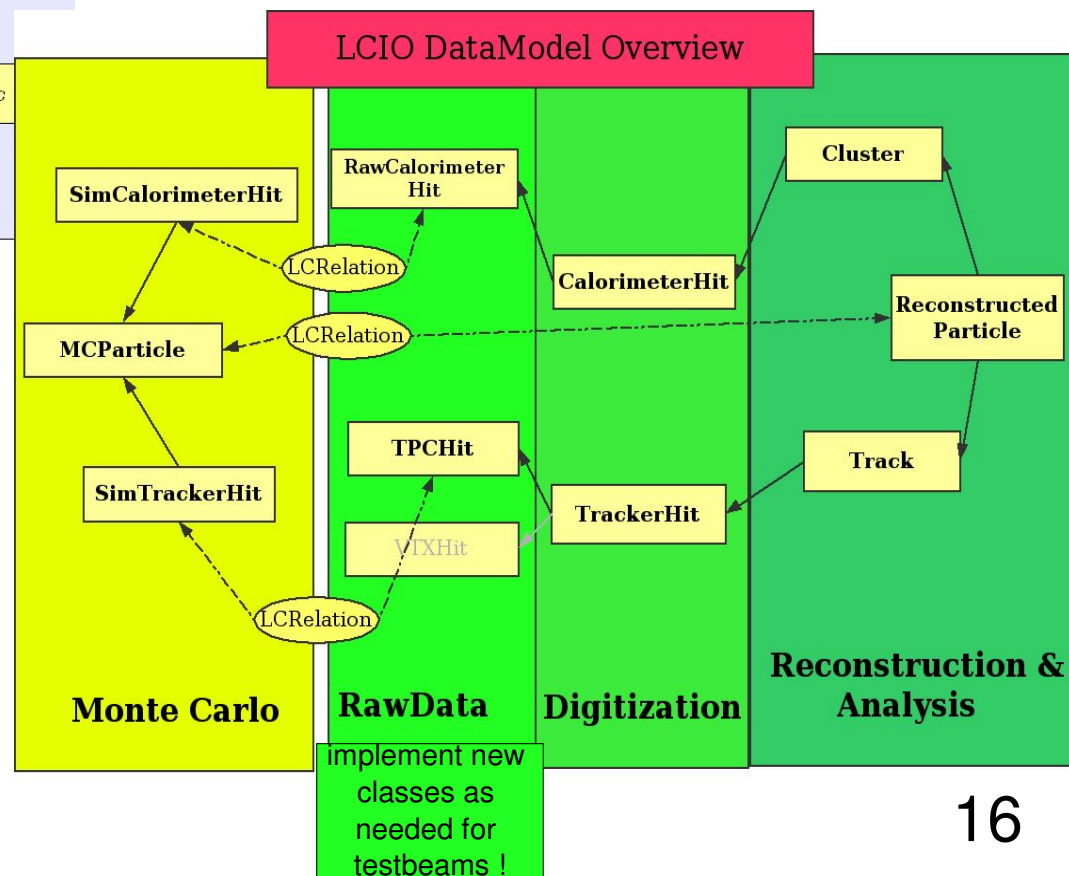 LCIO DataModel Overview
c
SimCalorimeterHit
RawCalorimeter
Hit
Cluster
LCRelation
CalorimeterHit
MCParticle
LCRelation
Reconstructed
Particle
TPCHit
Track
SimTrackerHit
TrackerHit
VTXHit
LCRelation
Monte Carlo
RawData
Digitization
Reconstruction &
Analysis
implement new
classes as
needed for
testbeams !
16